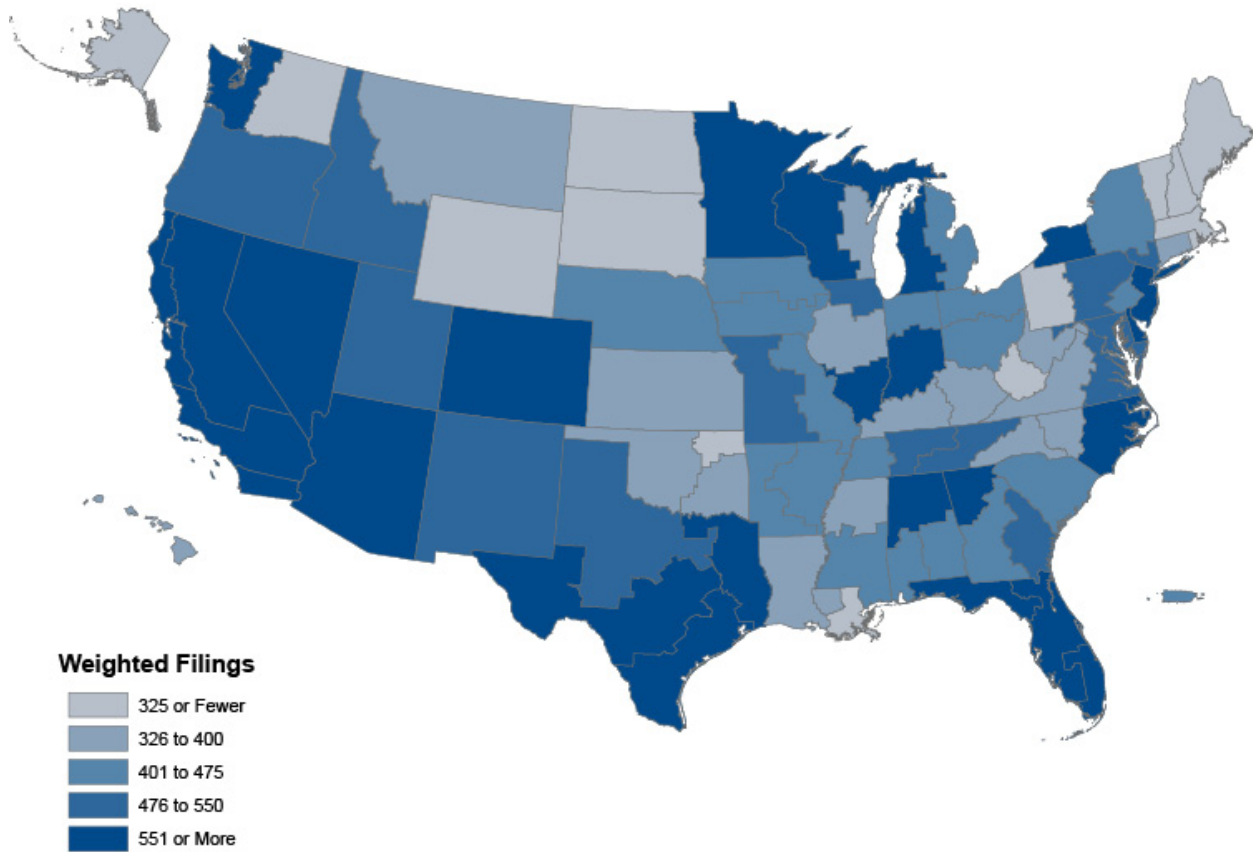 Weighted Filings
325 or Fewer
326 to 400
401 to 475
476 to 550
551 or More